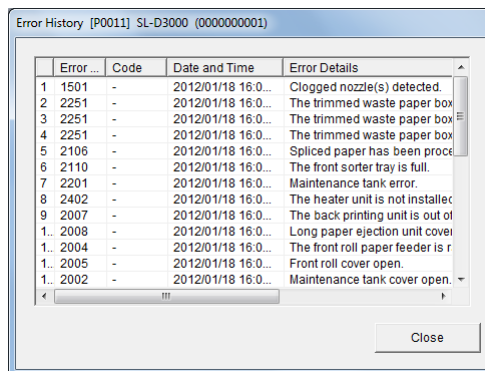 Error History [P0011] SL-D3000 (0000000001)
Error ... Code Date and Time Error Details
1 1501 - 2012/01/18 16:0... Clogged nozzle(s) detected.
2 2251 - 2012/01/18 16:0... The trimmed waste paper box
3 2251 - 2012/01/18 16:0... The trimmed waste paper box
4 2251 - 2012/01/18 16:0... The trimmed waste paper box
5 2106 - 2012/01/18 16:0... Spliced paper has been proce
6 2110 - 2012/01/18 16:0... The front sorter tray is full.
7 2201 - 2012/01/18 16:0... Maintenance tank error.
8 2402 - 2012/01/18 16:0... The heater unit is not installed
9 2007 - 2012/01/18 16:0... The back printing unit is out of
1.. 2008 - 2012/01/18 16:0... Long paper ejection unit cover
1.. 2004 - 2012/01/18 16:0... The front roll paper feeder is r
1.. 2005 - 2012/01/18 16:0... Front roll cover open.
1.. 2002 - 2012/01/18 16:0... Maintenance tank cover open.
Close